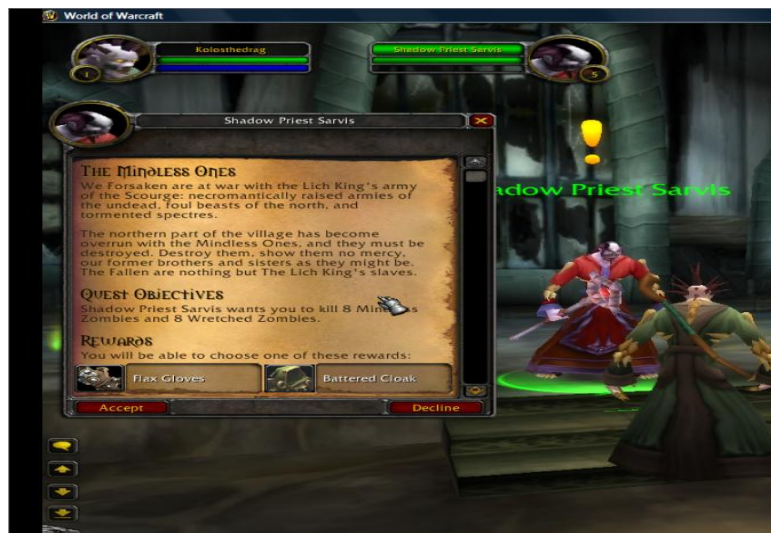 World of Warcraft
Kolosthedrag
Shadow Priest Sarvis
1
5
Shadow Priest Sarvis
The Mindless Ones
We Forsaken are at war with the Lich King's army
of the Scourge: necromantically raised armies of
the undead, foul beasts of the north, and
tormented spectres.
The northern part of the village has become
overrun with the Mindless Ones, and they must be
destroyed. Destroy them, show them no mercy,
our former brothers and sisters as they might be.
The Fallen are nothing but The Lich King's slaves.
Quest Objectives
Shadow Priest Sarvis wants you to kill 8
Zombies and 8 Wretched Zombies.
Rewards
You will be able to choose one of these rewards:
Flax Gloves
Battered Cloak
Accept
Decline
adow Priest Sarvis